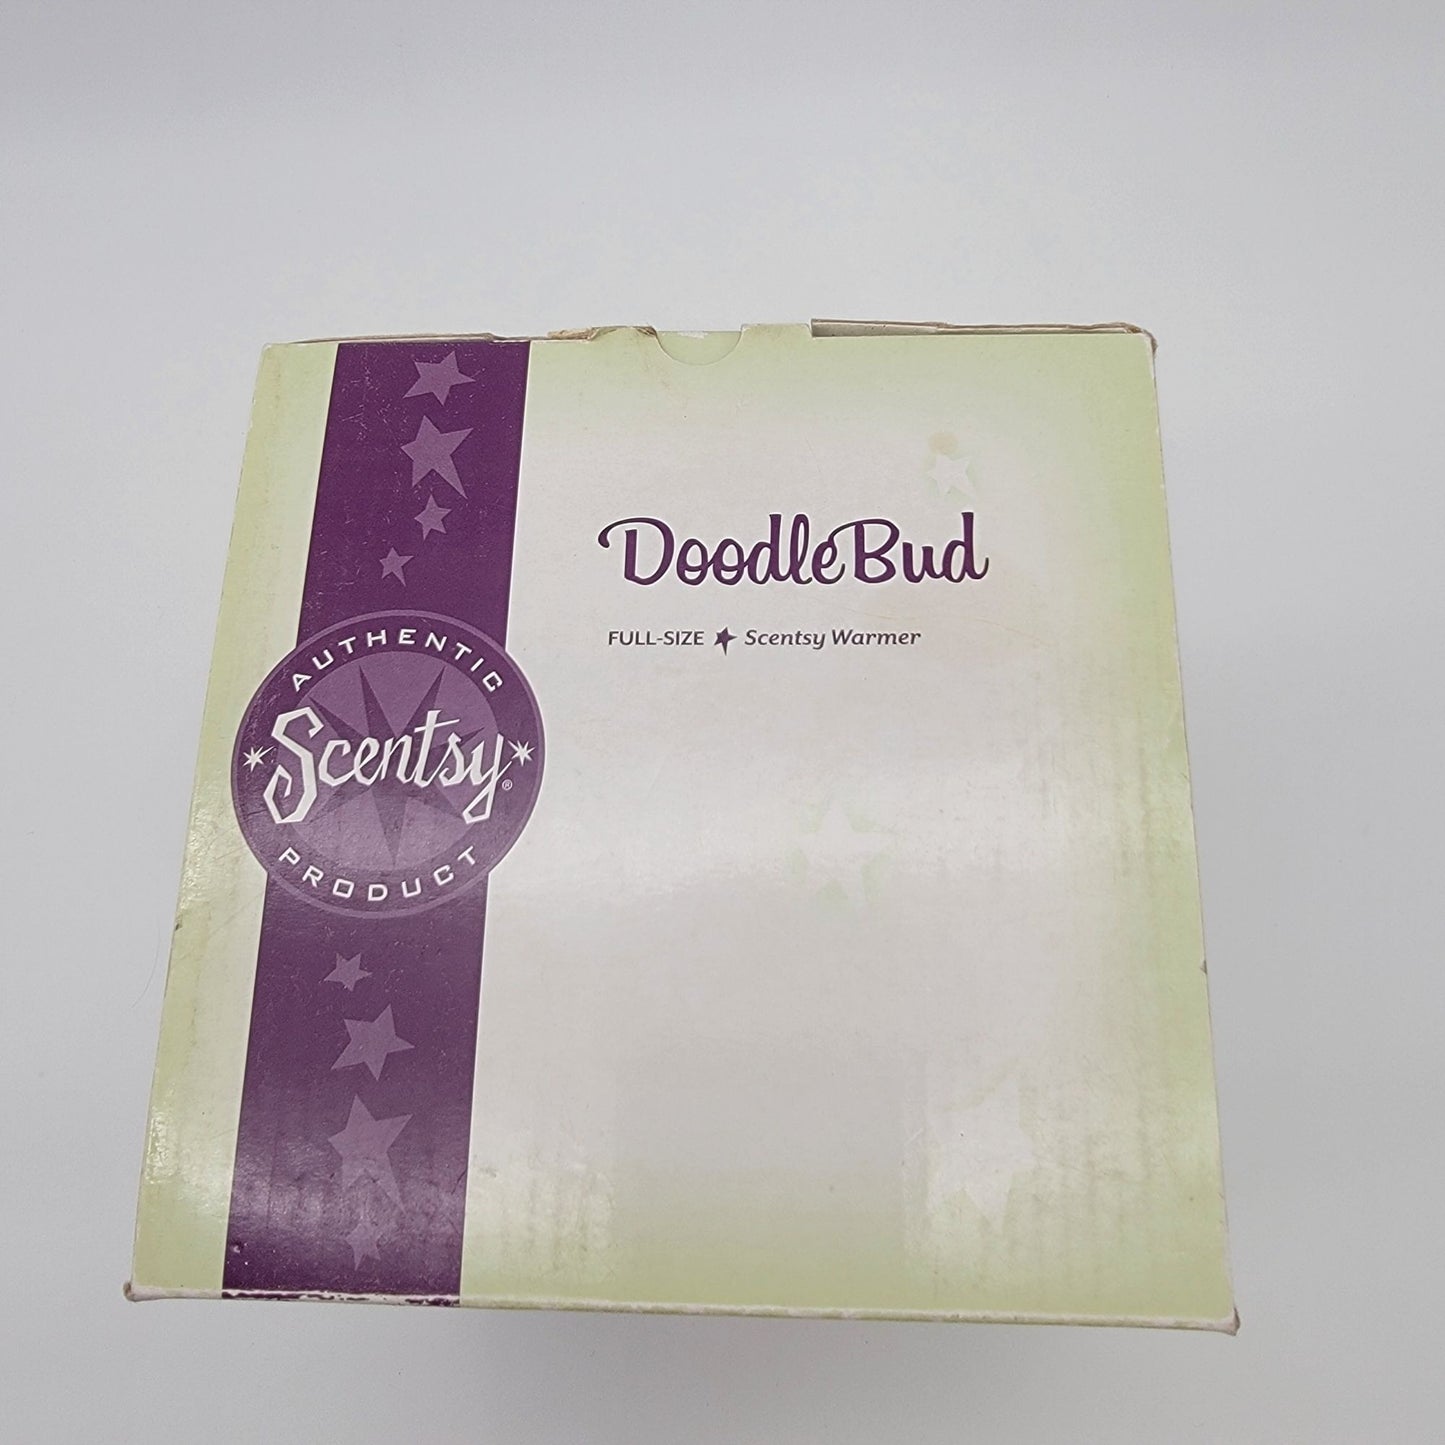 DoodleBud
FULL-SIZE Scentsy Warmer
AUTHENTIC
Scentsy®
PRODUCT